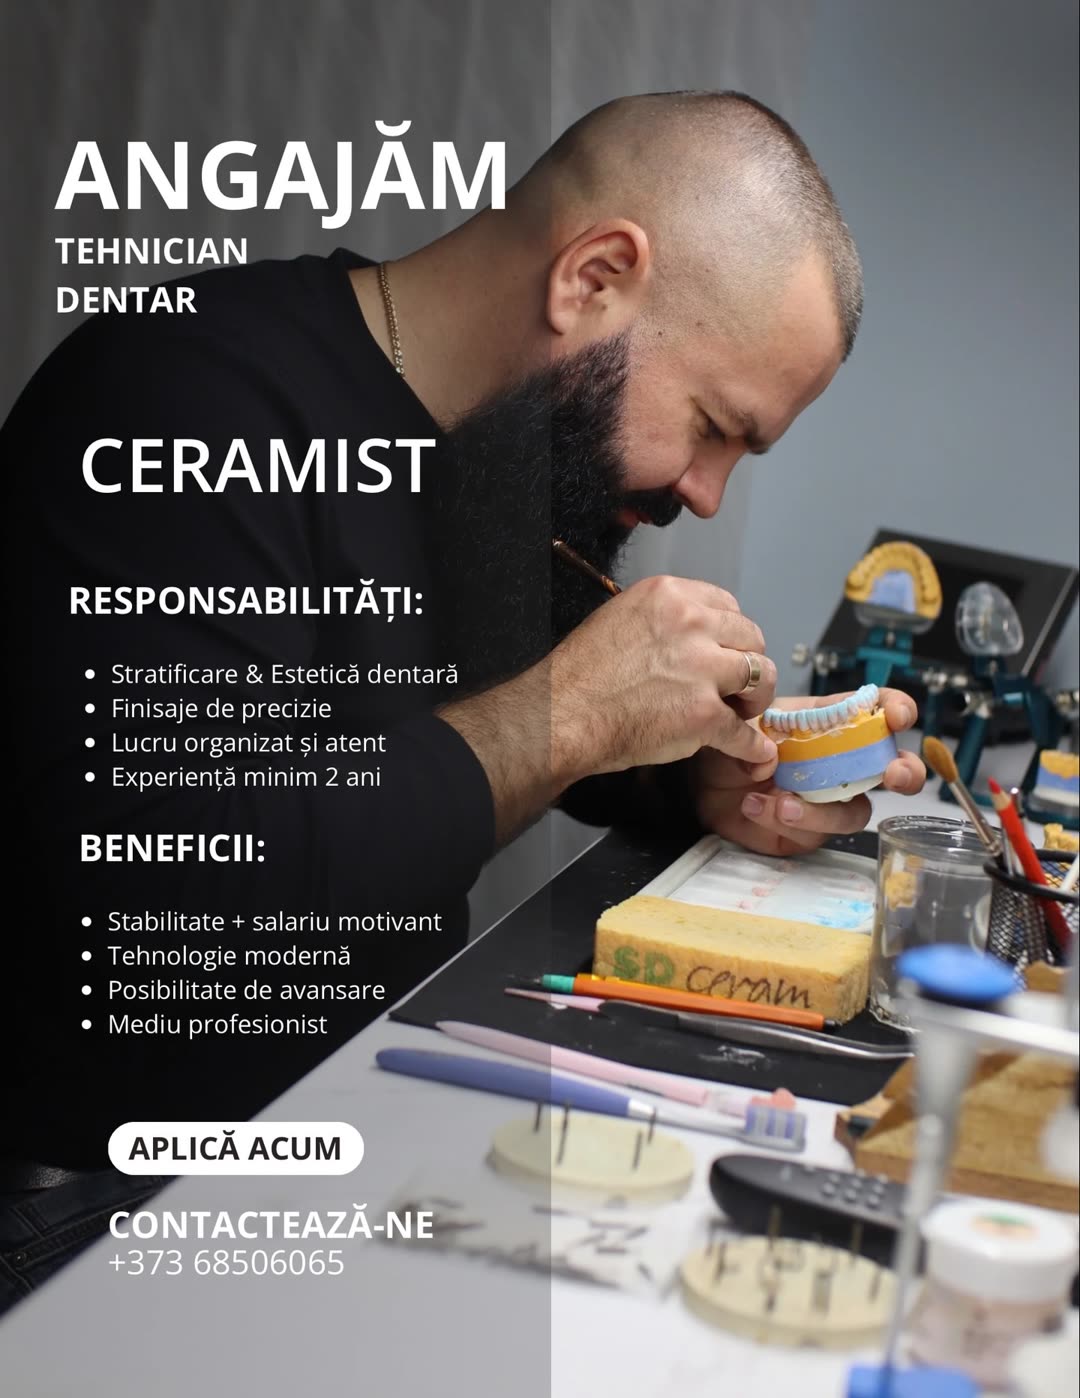 ANGAJĂM
TEHNICIAN
DENTAR
CERAMIST
RESPONSABILITĂȚI:
• Stratificare & Estetică dentară
• Finisaje de precizie
• Lucru organizat și atent
• Experiență minim 2 ani
BENEFICII:
• Stabilitate + salariu motivant
• Tehnologie modernă
• Posibilitate de avansare
• Mediu profesionist
SD ceram
APLICĂ ACUM
CONTACTEAZĂ-NE
+373 68506065